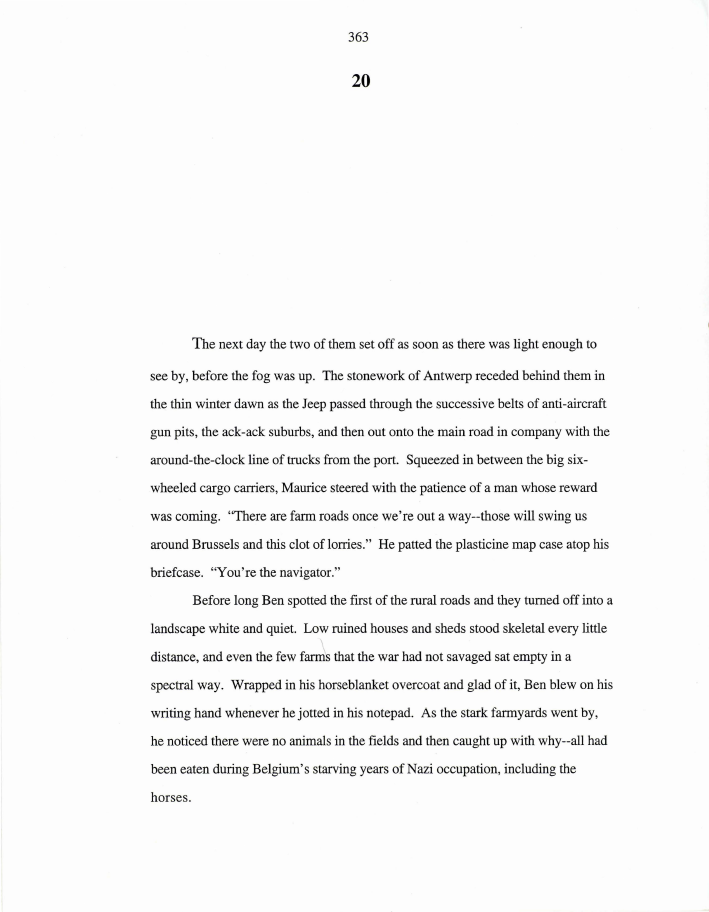 363
20
The next day the two of them set off as soon as there was light enough to
see by, before the fog was up.  The stonework of Antwerp receded behind them in
the thin winter dawn as the Jeep passed through the successive belts of anti-aircraft
gun pits, the ack-ack suburbs, and then out onto the main road in company with the
around-the-clock line of trucks from the port.  Squeezed in between the big six-
wheeled cargo carriers, Maurice steered with the patience of a man whose reward
was coming.  “There are farm roads once we’re out a way--those will swing us
around Brussels and this clot of lorries.”  He patted the plasticine map case atop his
briefcase.  “You’re the navigator.”
Before long Ben spotted the first of the rural roads and they turned off into a
landscape white and quiet.  Low ruined houses and sheds stood skeletal every little
distance, and even the few farms that the war had not savaged sat empty in a
spectral way.  Wrapped in his horseblanket overcoat and glad of it, Ben blew on his
writing hand whenever he jotted in his notepad.  As the stark farmyards went by,
he noticed there were no animals in the fields and then caught up with why--all had
been eaten during Belgium’s starving years of Nazi occupation, including the
horses.